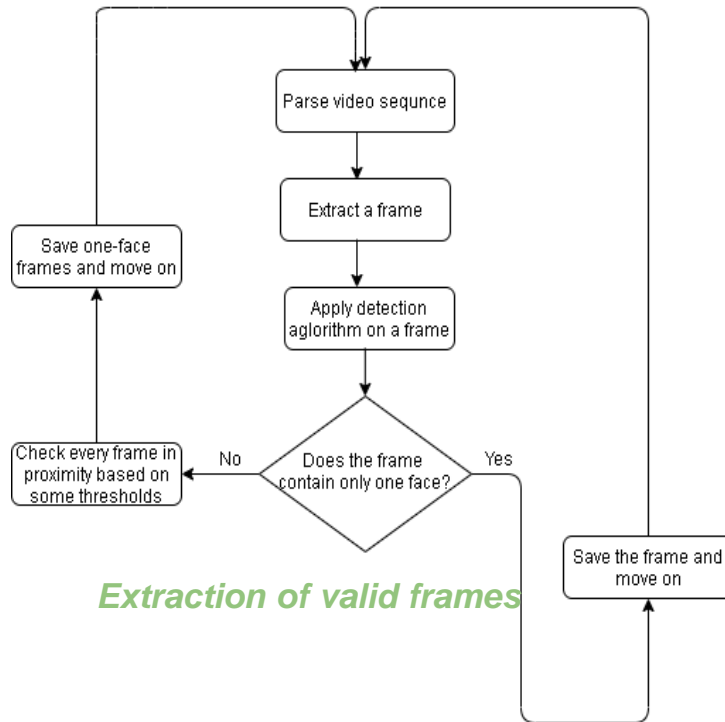 Parse video sequnce
Extract a frame
Save one-face
frames and move on
Apply detection
aglorithm on a frame
Check every frame in
proximity based on
some thresholds
No
Does the frame
contain only one face?
Yes
Save the frame and
move on
Extraction of valid frames